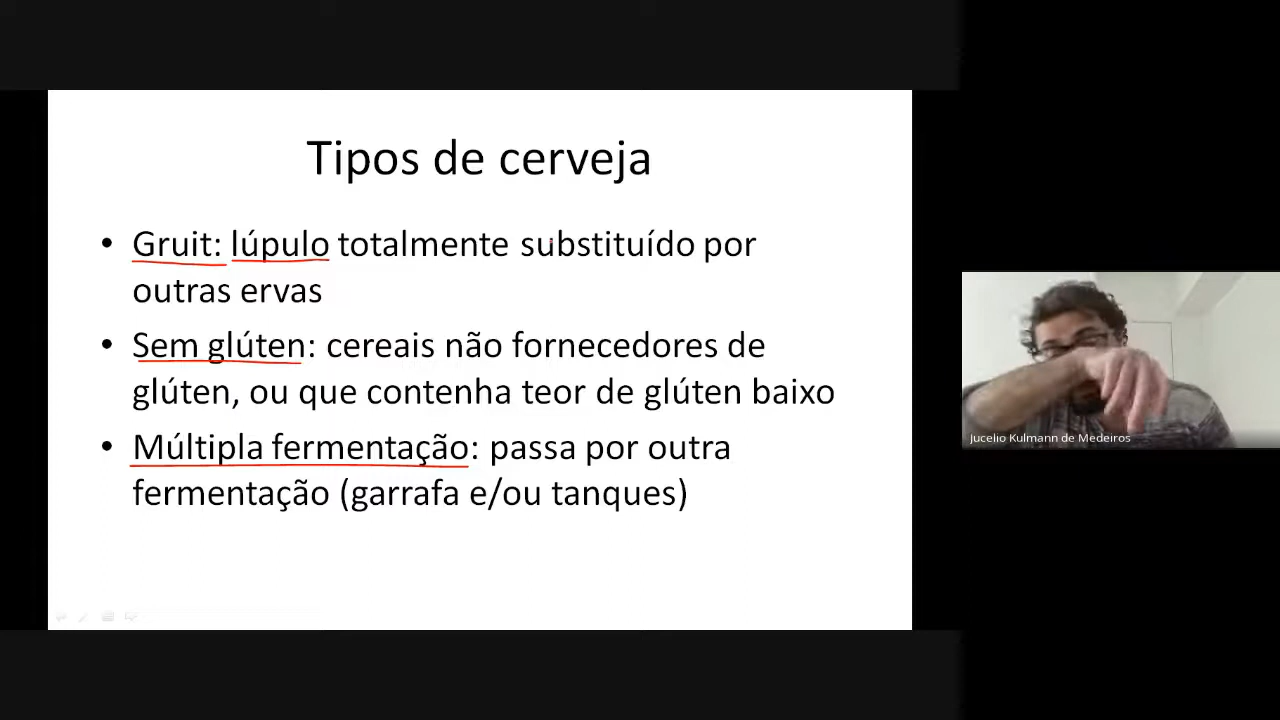 Tipos de cerveja
• Gruit: lúpulo totalmente substituído por
outras ervas
• Sem glúten: cereais não fornecedores de
glúten, ou que contenha teor de glúten baixo
• Múltipla fermentação: passa por outra
fermentação (garrafa e/ou tanques)
Jucelio Kulmann de Medeiros